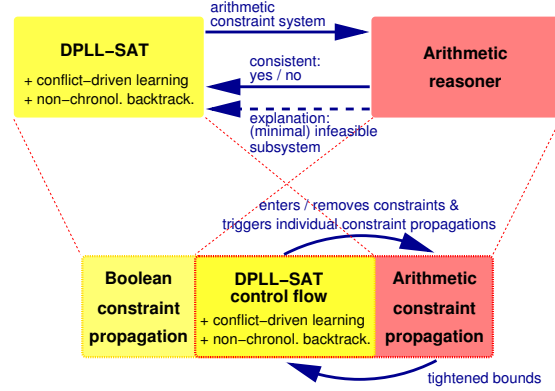 arithmetic
constraint system
DPLL−SAT
+ conflict−driven learning
+ non−chronol. backtrack.
Arithmetic
reasoner
consistent:
yes / no
explanation:
(minimal) infeasible
subsystem
enters / removes constraints &
triggers individual constraint propagations
Boolean
constraint
propagation
DPLL−SAT
control flow
+ conflict−driven learning
+ non−chronol. backtrack.
Arithmetic
constraint
propagation
tightened bounds